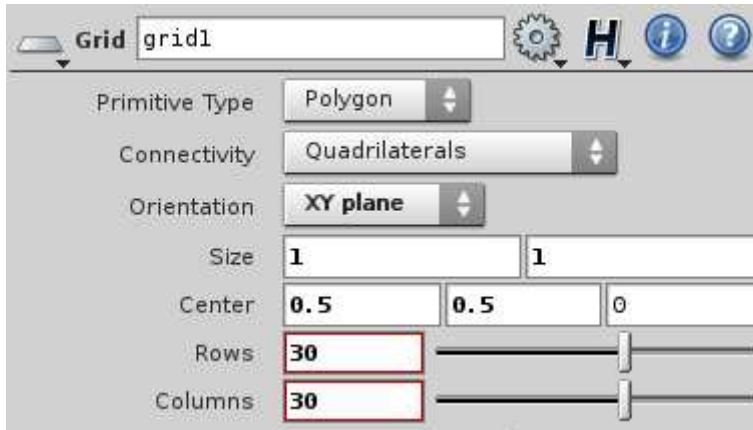 Grid grid1
Primitive Type Polygon
Connectivity Quadrilaterals
Orientation XY plane
Size 1 1
Center 0.5 0.5 0
Rows 30
Columns 30